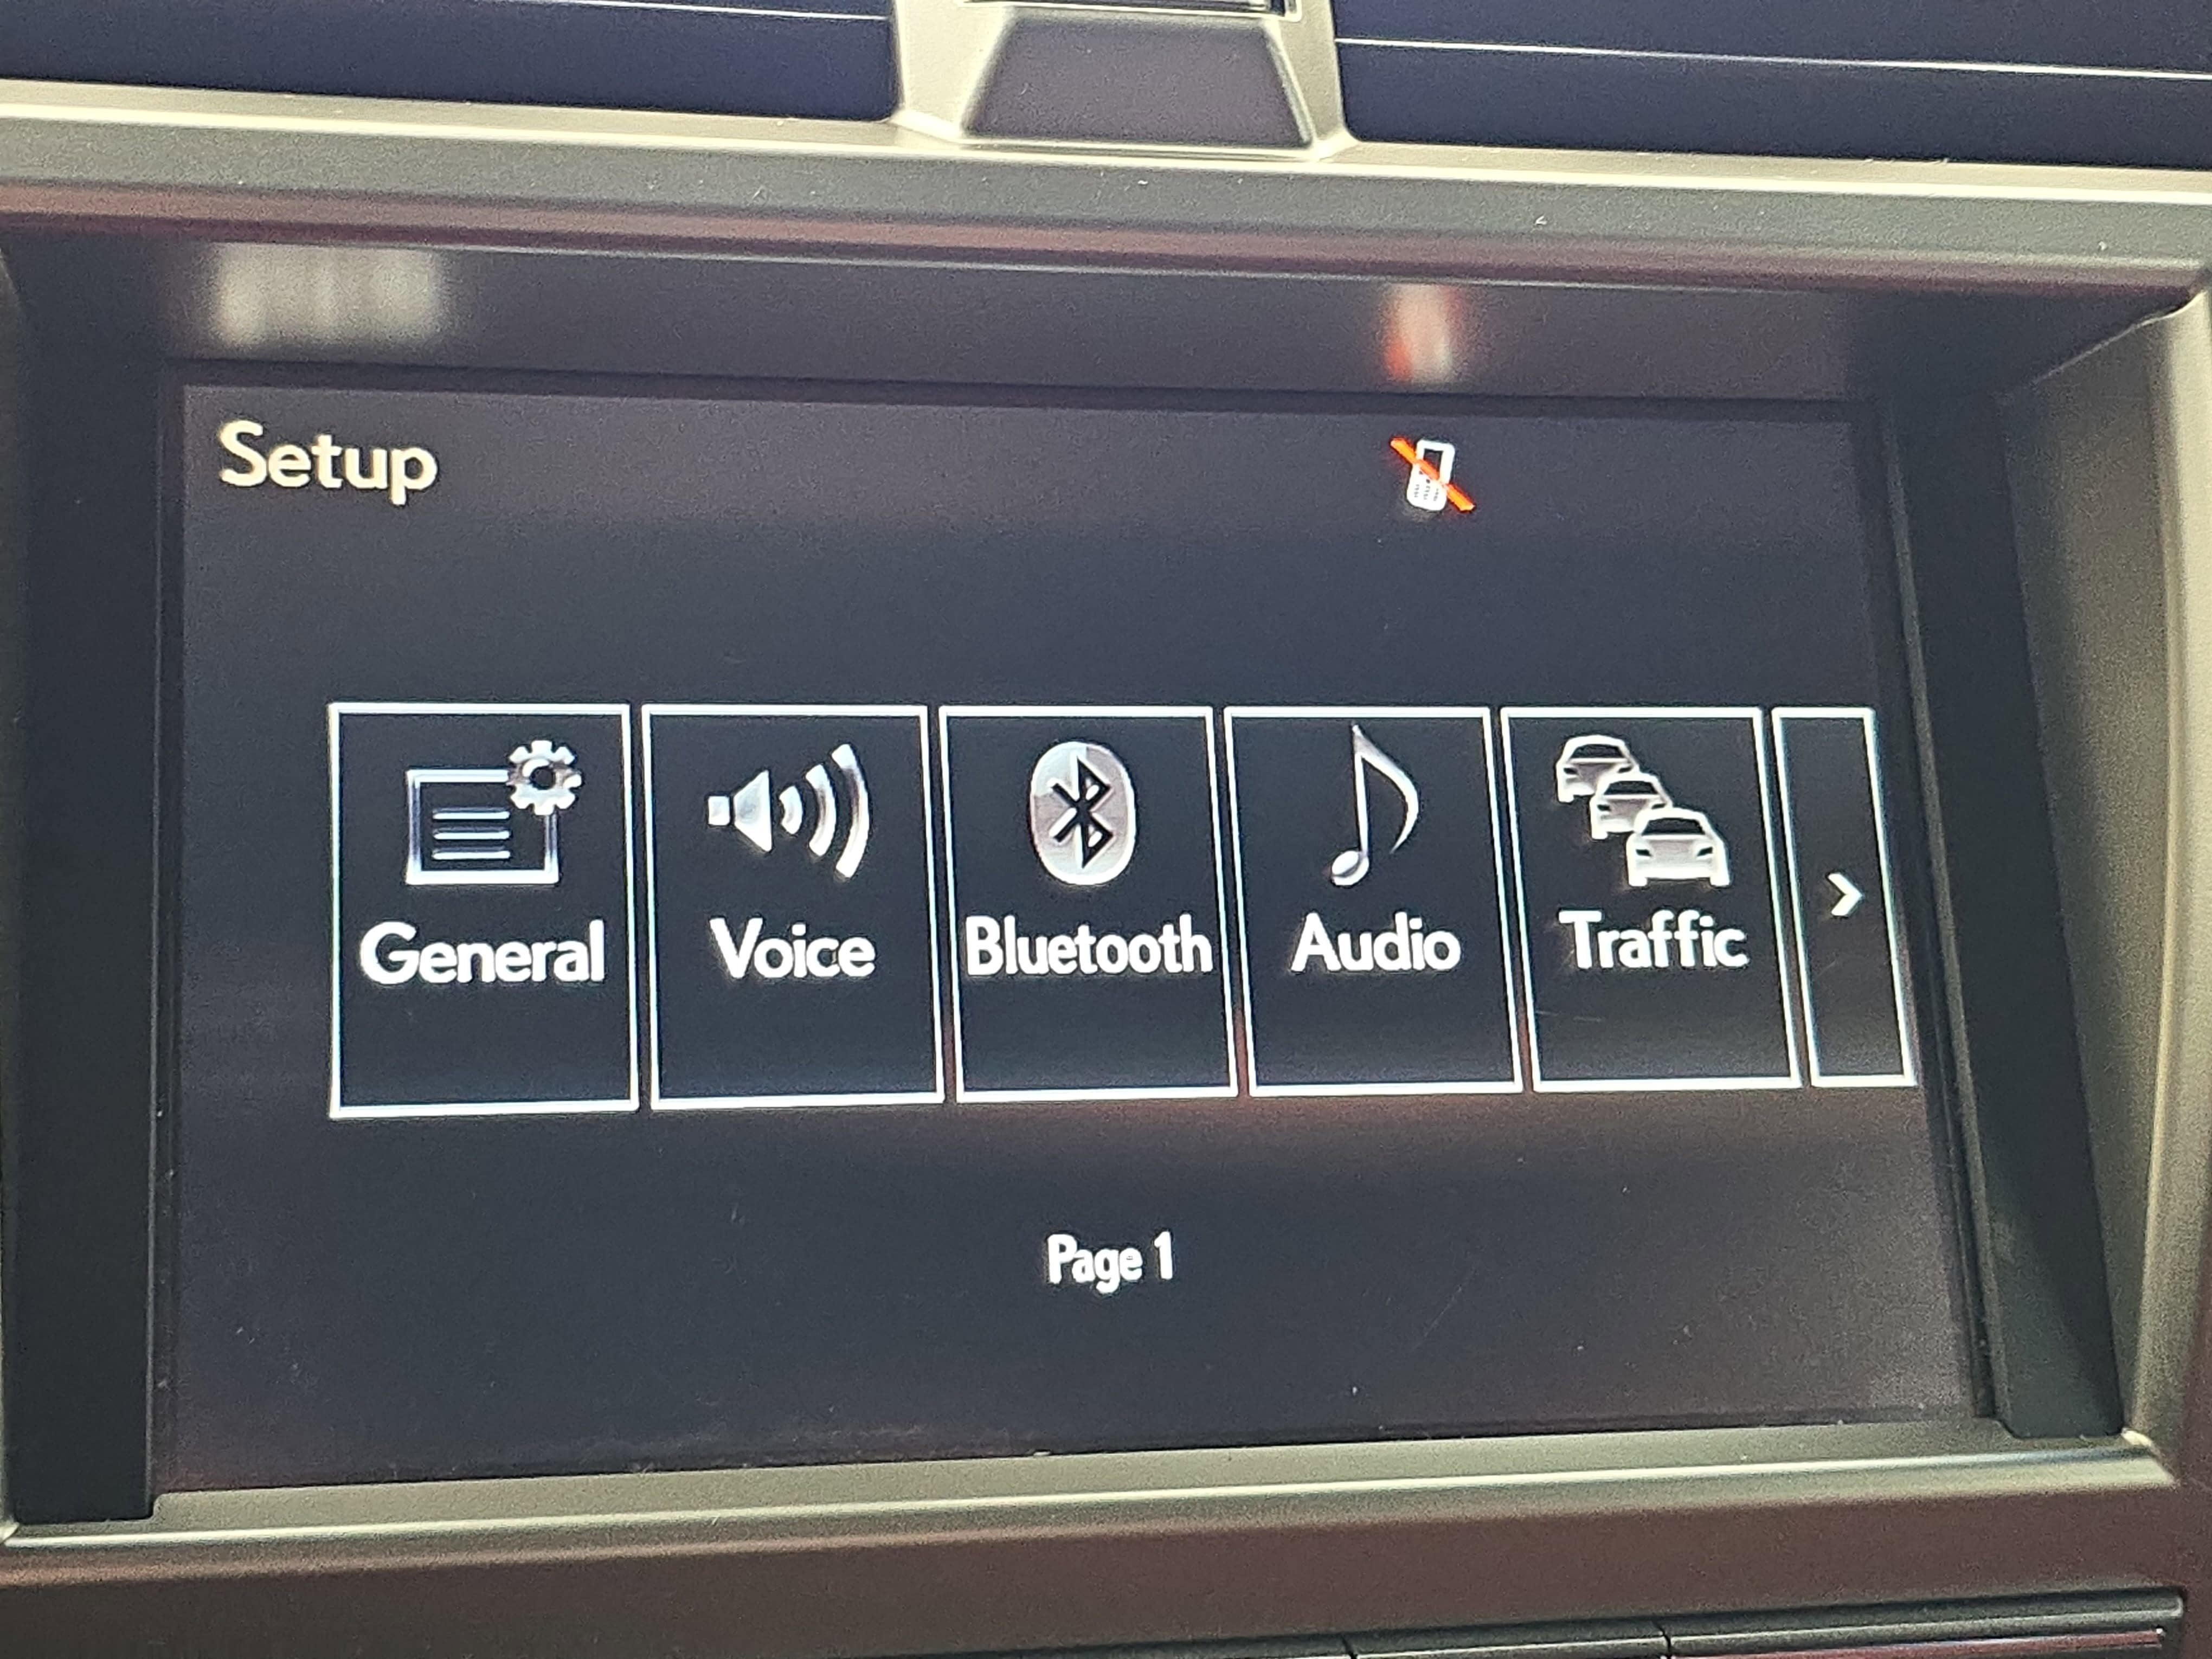 Setup
General
Voice
Bluetooth
Audio
Traffic
Page 1